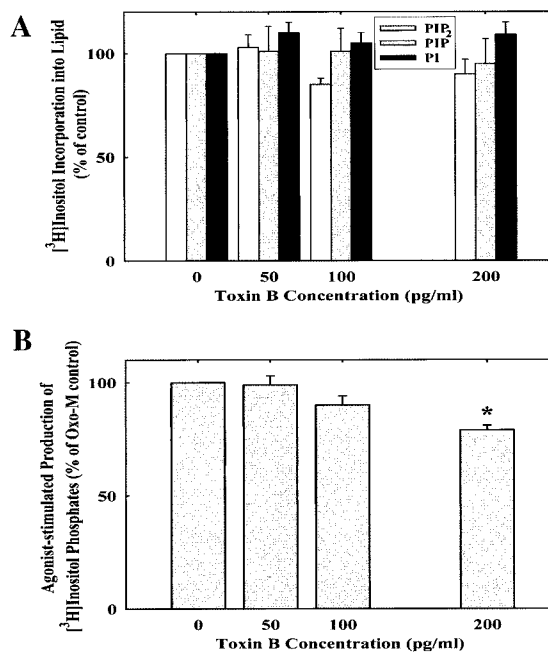 A
[³H]Inositol Incorporation into Lipid
(% of control)
100
50
0
PIP₂
PIP
PI
0 50 100 200
Toxin B Concentration (pg/ml)
B
Agonist-stimulated Production of
[³H]Inositol Phosphates (% of Oxo-M control)
100
50
0
*
0 50 100 200
Toxin B Concentration (pg/ml)